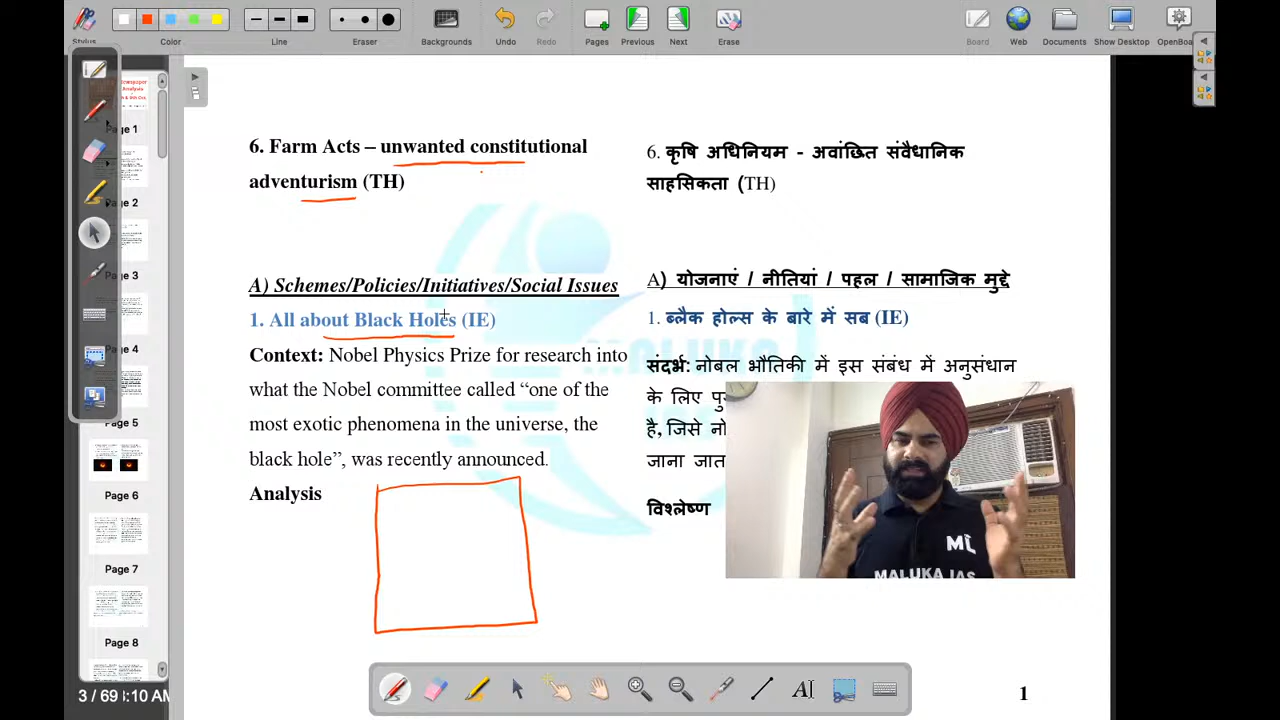 Stylus
Color
Line
Eraser
Backgrounds
Undo
Redo
Pages
Previous
Next
Erase
Board
Web
Documents
Show Desktop
Page 1
Page 2
Page 3
Page 4
Page 5
Page 6
Page 7
Page 8
3 / 69
6. Farm Acts – unwanted constitutional
adventurism (TH)
A) Schemes/Policies/Initiatives/Social Issues
1. All about Black Holes (IE)
Context: Nobel Physics Prize for research into
what the Nobel committee called “one of the
most exotic phenomena in the universe, the
black hole”, was recently announced.
Analysis
6. कृषि अधिनियम - अवांछित संवैधानिक
साहसिकता (TH)
A) योजनाएं / नीतियां / पहल / सामाजिक मुद्दे
1. ब्लैक होल्स के बारे में सब (IE)
संदर्भ: नोबल भौतिकी में इस संबंध में अनुसंधान
के लिए
है, जिसे
जाना
विश्लेषण
MALUKA IAS
1